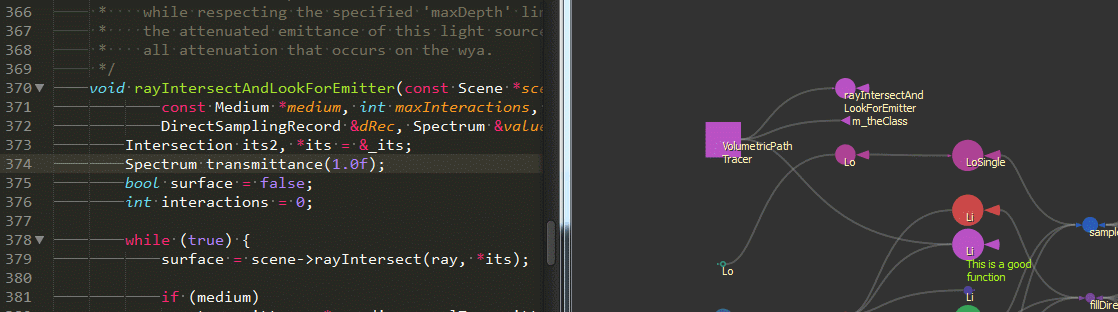 366 * while respecting the specified 'maxDepth' lin
367 * the attenuated emittance of this light source
368 * all attenuation that occurs on the wya.
369 */
370 void rayIntersectAndLookForEmitter(const Scene *sce
371 const Medium *medium, int maxInteractions,
372 DirectSamplingRecord &dRec, Spectrum &value
373 Intersection its2, *its = &_its;
374 Spectrum transmittance(1.0f);
375 bool surface = false;
376 int interactions = 0;
377
378 while (true) {
379 surface = scene->rayIntersect(ray, *its);
380
381 if (medium)
rayIntersectAnd
LookForEmitter
m_theClass
VolumetricPath
Tracer
Lo
LoSingle
Li
sample
Li
This is a good
function
Lo
Li
fillDire